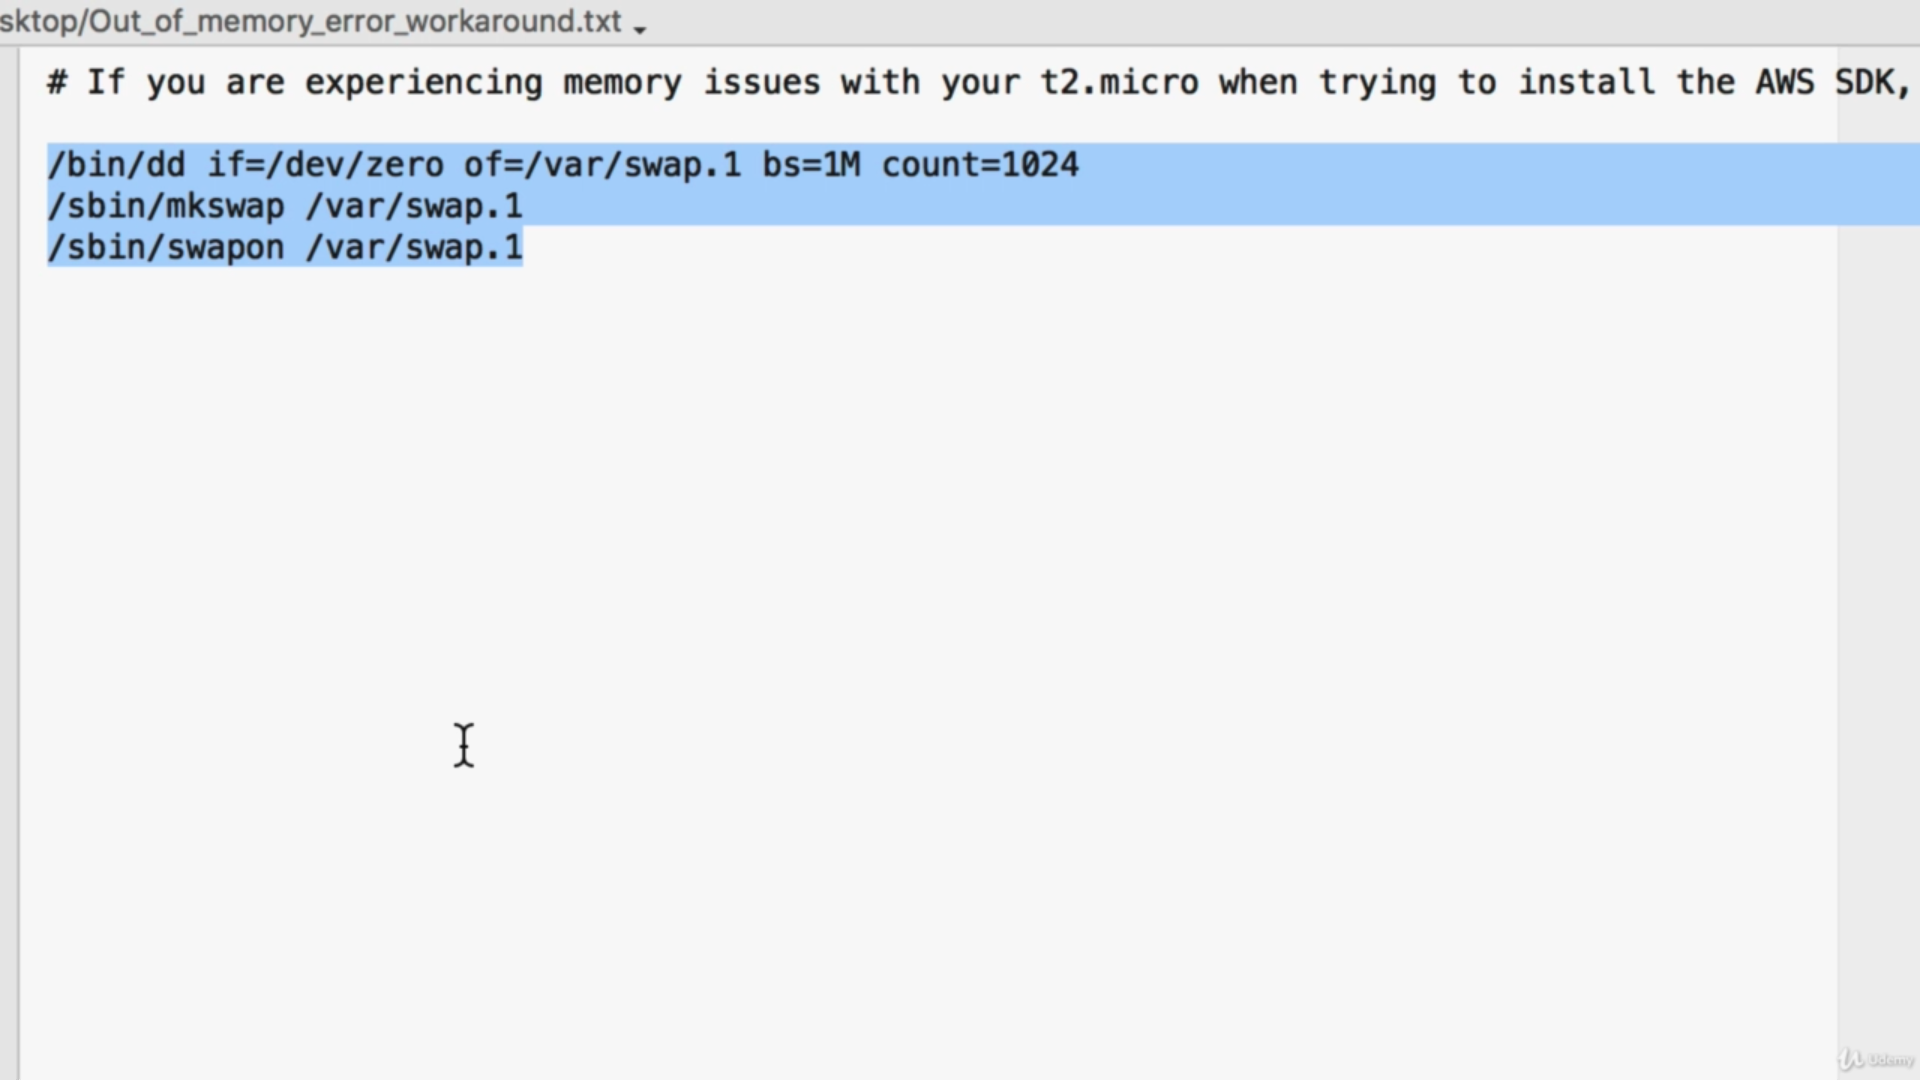 sktop/Out_of_memory_error_workaround.txt
# If you are experiencing memory issues with your t2.micro when trying to install the AWS SDK,
/bin/dd if=/dev/zero of=/var/swap.1 bs=1M count=1024
/sbin/mkswap /var/swap.1
/sbin/swapon /var/swap.1
Udemy